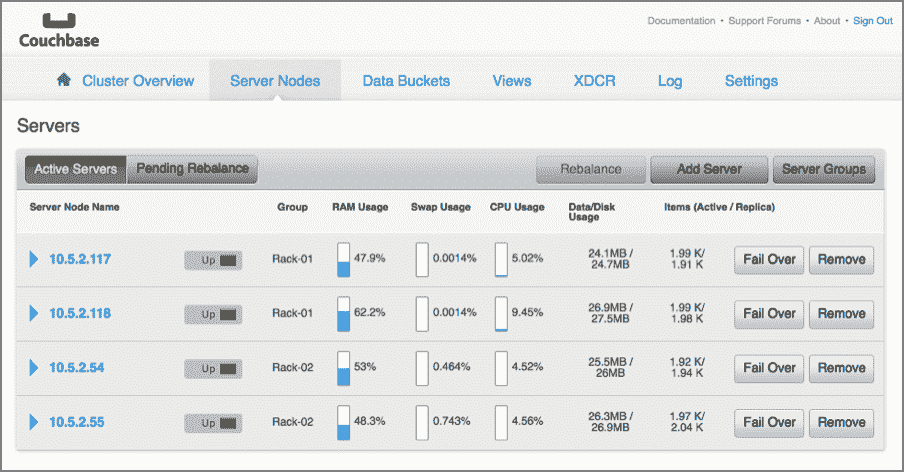 Couchbase
Documentation • Support Forums • About • Sign Out
Cluster Overview Server Nodes Data Buckets Views XDCR Log Settings
Servers
Active Servers Pending Rebalance Rebalance Add Server Server Groups
Server Node Name Group RAM Usage Swap Usage CPU Usage Data/Disk Usage Items (Active / Replica)
10.5.2.117 Up Rack-01 47.9% 0.0014% 5.02% 24.1MB / 24.7MB 1.99 K/ 1.91 K Fail Over Remove
10.5.2.118 Up Rack-01 62.2% 0.0014% 9.45% 26.9MB / 27.5MB 1.99 K/ 1.98 K Fail Over Remove
10.5.2.54 Up Rack-02 53% 0.464% 4.52% 25.5MB / 26MB 1.92 K/ 1.94 K Fail Over Remove
10.5.2.55 Up Rack-02 48.3% 0.743% 4.56% 26.3MB / 26.9MB 1.97 K/ 2.04 K Fail Over Remove